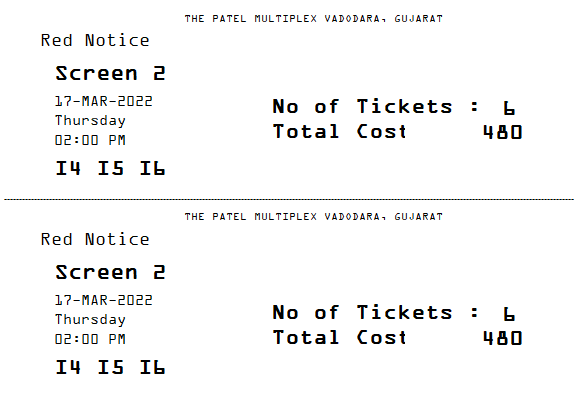 THE PATEL MULTIPLEX VADODARA, GUJARAT
Red Notice
Screen 2
17-MAR-2022
Thursday
02:00 PM
No of Tickets : 6
Total Cost 480
I4 I5 I6
THE PATEL MULTIPLEX VADODARA, GUJARAT
Red Notice
Screen 2
17-MAR-2022
Thursday
02:00 PM
No of Tickets : 6
Total Cost 480
I4 I5 I6